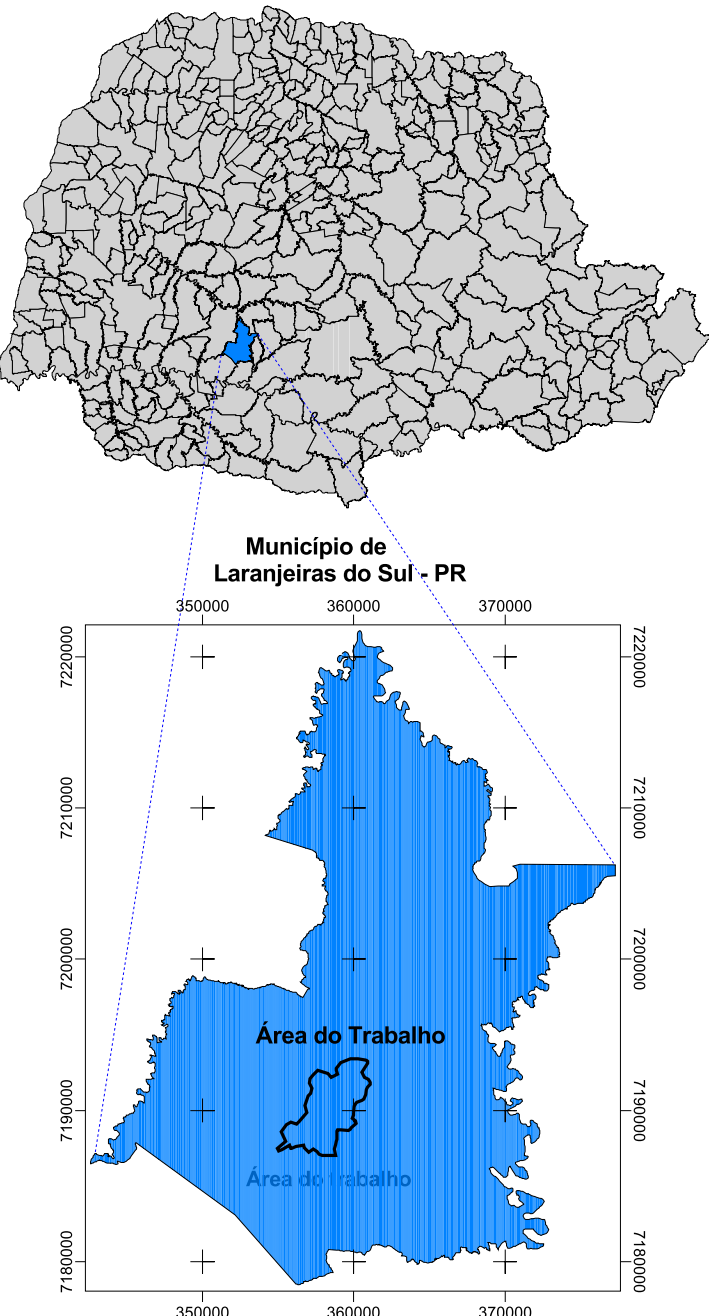 Município de
Laranjeiras do Sul - PR
350000 360000 370000
7220000 7220000
7210000 7210000
7200000 7200000
Área do Trabalho
7190000 7190000
Área do trabalho
7180000 7180000
350000 360000 370000